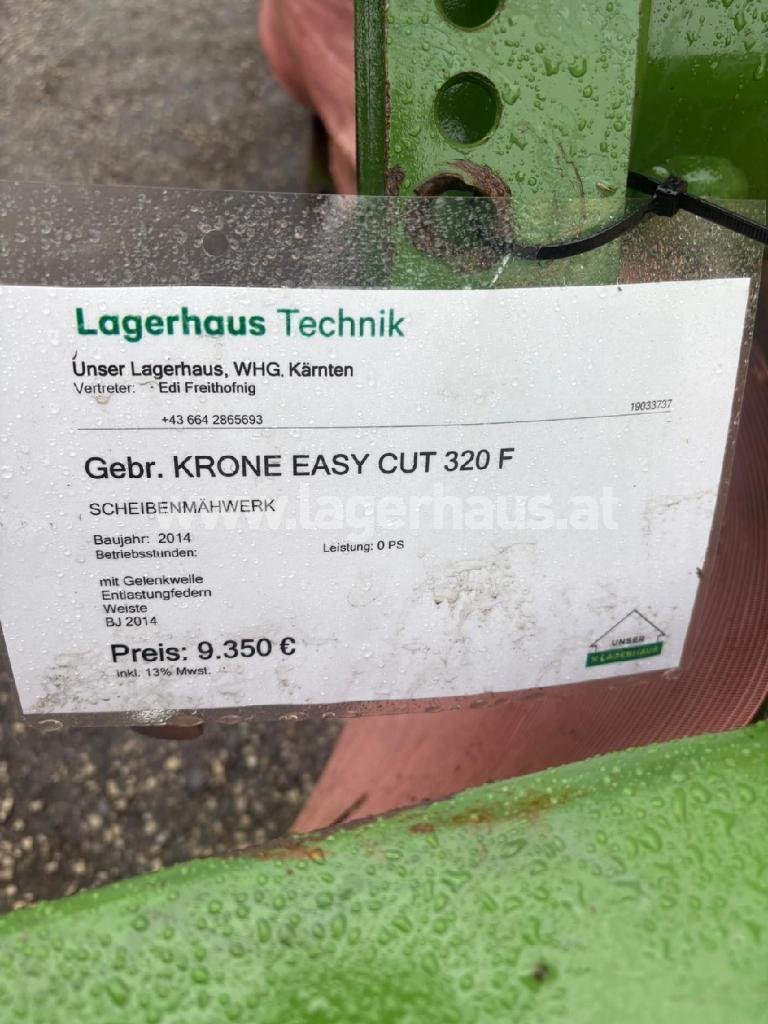 Lagerhaus Technik
Unser Lagerhaus, WHG, Kärnten
Vertreter: Edi Freithofnig
+43 664 2865693
19033737
Gebr. KRONE EASY CUT 320 F
SCHEIBENMÄHWERK
www.lagerhaus.at
Baujahr: 2014
Betriebsstunden:
Leistung: 0 PS
mit Gelenkwelle
Entlastungfedern
Weiste
BJ 2014
Preis: 9.350 €
inkl. 13% Mwst.
UNSER
LAGERHAUS